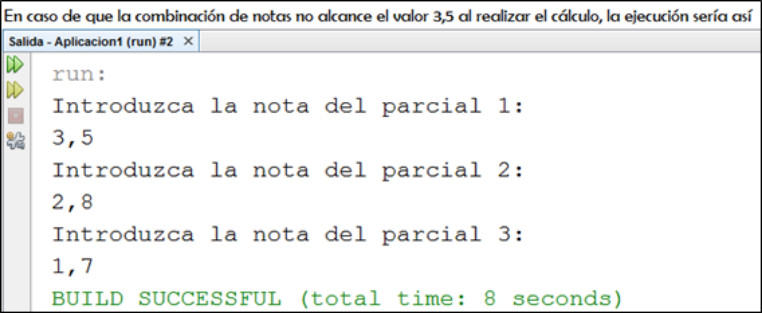 En caso de que la combinación de notas no alcance el valor 3,5 al realizar el cálculo, la ejecución sería así
Salida - Aplicacion1 (run) #2 ×
run:
Introduzca la nota del parcial 1:
3,5
Introduzca la nota del parcial 2:
2,8
Introduzca la nota del parcial 3:
1,7
BUILD SUCCESSFUL (total time: 8 seconds)